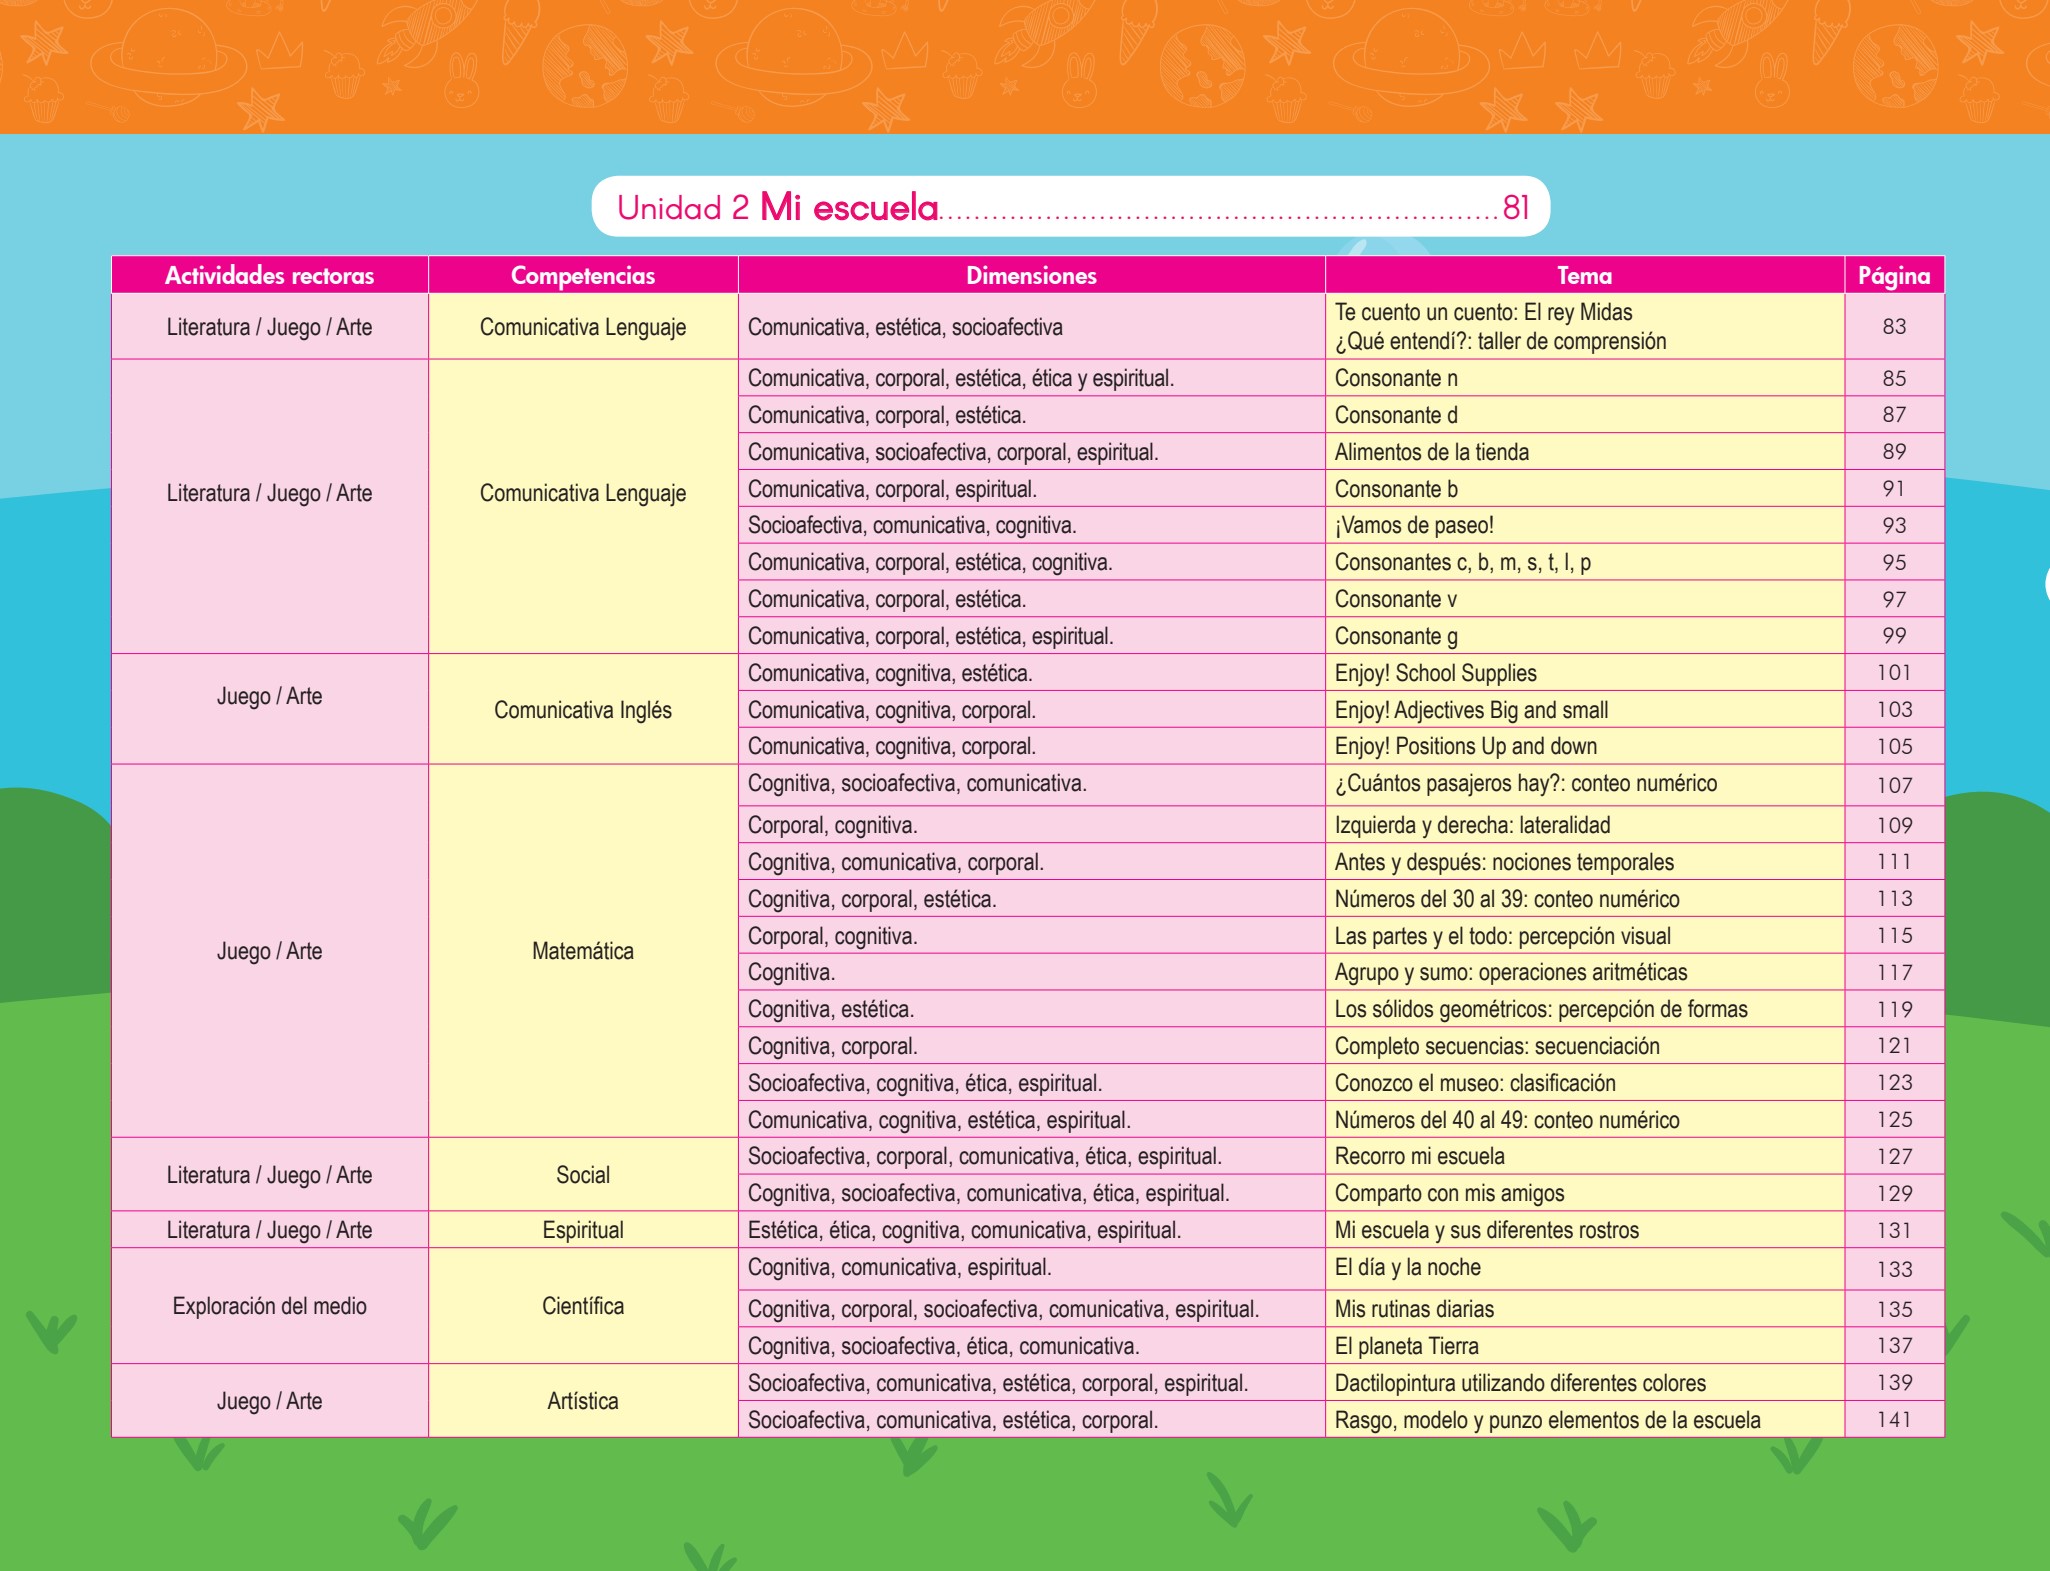 Unidad 2 Mi escuela.................................................................81
Actividades rectoras Competencias Dimensiones Tema Página
Literatura / Juego / Arte Comunicativa Lenguaje Comunicativa, estética, socioafectiva Te cuento un cuento: El rey Midas
¿Qué entendí?: taller de comprensión 83
Literatura / Juego / Arte Comunicativa Lenguaje
Comunicativa, corporal, estética, ética y espiritual. Consonante n 85
Comunicativa, corporal, estética. Consonante d 87
Comunicativa, socioafectiva, corporal, espiritual. Alimentos de la tienda 89
Comunicativa, corporal, espiritual. Consonante b 91
Socioafectiva, comunicativa, cognitiva. ¡Vamos de paseo! 93
Comunicativa, corporal, estética, cognitiva. Consonantes c, b, m, s, t, l, p 95
Comunicativa, corporal, estética. Consonante v 97
Comunicativa, corporal, estética, espiritual. Consonante g 99
Juego / Arte Comunicativa Inglés
Comunicativa, cognitiva, estética. Enjoy! School Supplies 101
Comunicativa, cognitiva, corporal. Enjoy! Adjectives Big and small 103
Comunicativa, cognitiva, corporal. Enjoy! Positions Up and down 105
Juego / Arte Matemática
Cognitiva, socioafectiva, comunicativa. ¿Cuántos pasajeros hay?: conteo numérico 107
Corporal, cognitiva. Izquierda y derecha: lateralidad 109
Cognitiva, comunicativa, corporal. Antes y después: nociones temporales 111
Cognitiva, corporal, estética. Números del 30 al 39: conteo numérico 113
Corporal, cognitiva. Las partes y el todo: percepción visual 115
Cognitiva. Agrupo y sumo: operaciones aritméticas 117
Cognitiva, estética. Los sólidos geométricos: percepción de formas 119
Cognitiva, corporal. Completo secuencias: secuenciación 121
Socioafectiva, cognitiva, ética, espiritual. Conozco el museo: clasificación 123
Comunicativa, cognitiva, estética, espiritual. Números del 40 al 49: conteo numérico 125
Literatura / Juego / Arte Social
Socioafectiva, corporal, comunicativa, ética, espiritual. Recorro mi escuela 127
Cognitiva, socioafectiva, comunicativa, ética, espiritual. Comparto con mis amigos 129
Literatura / Juego / Arte Espiritual Estética, ética, cognitiva, comunicativa, espiritual. Mi escuela y sus diferentes rostros 131
Exploración del medio Científica
Cognitiva, comunicativa, espiritual. El día y la noche 133
Cognitiva, corporal, socioafectiva, comunicativa, espiritual. Mis rutinas diarias 135
Cognitiva, socioafectiva, ética, comunicativa. El planeta Tierra 137
Juego / Arte Artística
Socioafectiva, comunicativa, estética, corporal, espiritual. Dactilopintura utilizando diferentes colores 139
Socioafectiva, comunicativa, estética, corporal. Rasgo, modelo y punzo elementos de la escuela 141